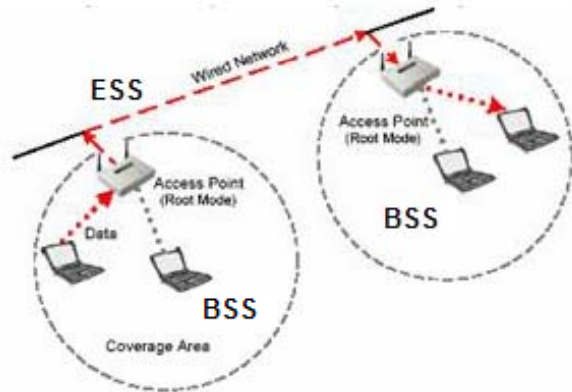 Wired Network
ESS
Access Point
(Root Mode)
Access Point
(Root Mode)
Data
BSS
BSS
Coverage Area